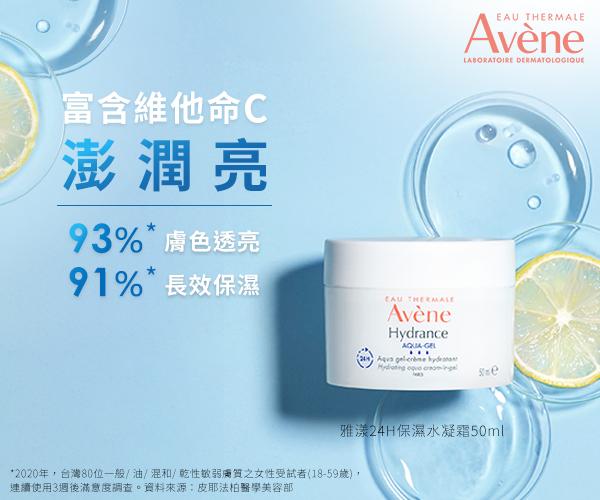 EAU THERMALE
Avène
LABORATOIRE DERMATOLOGIQUE
富含維他命C
澎潤亮
93%* 膚色透亮
91%* 長效保濕
EAU THERMALE
Avène
Hydrance
AQUA-GEL
24H
Aqua gel-crème hydratant
Hydrating aqua cream-in-gel
PARIS
50 ml e
雅漾24H保濕水凝霜50ml
*2020年，台灣80位一般/ 油/ 混和/ 乾性敏弱膚質之女性受試者(18-59歲)，
連續使用3週後滿意度調查。資料來源：皮耶法柏醫學美容部